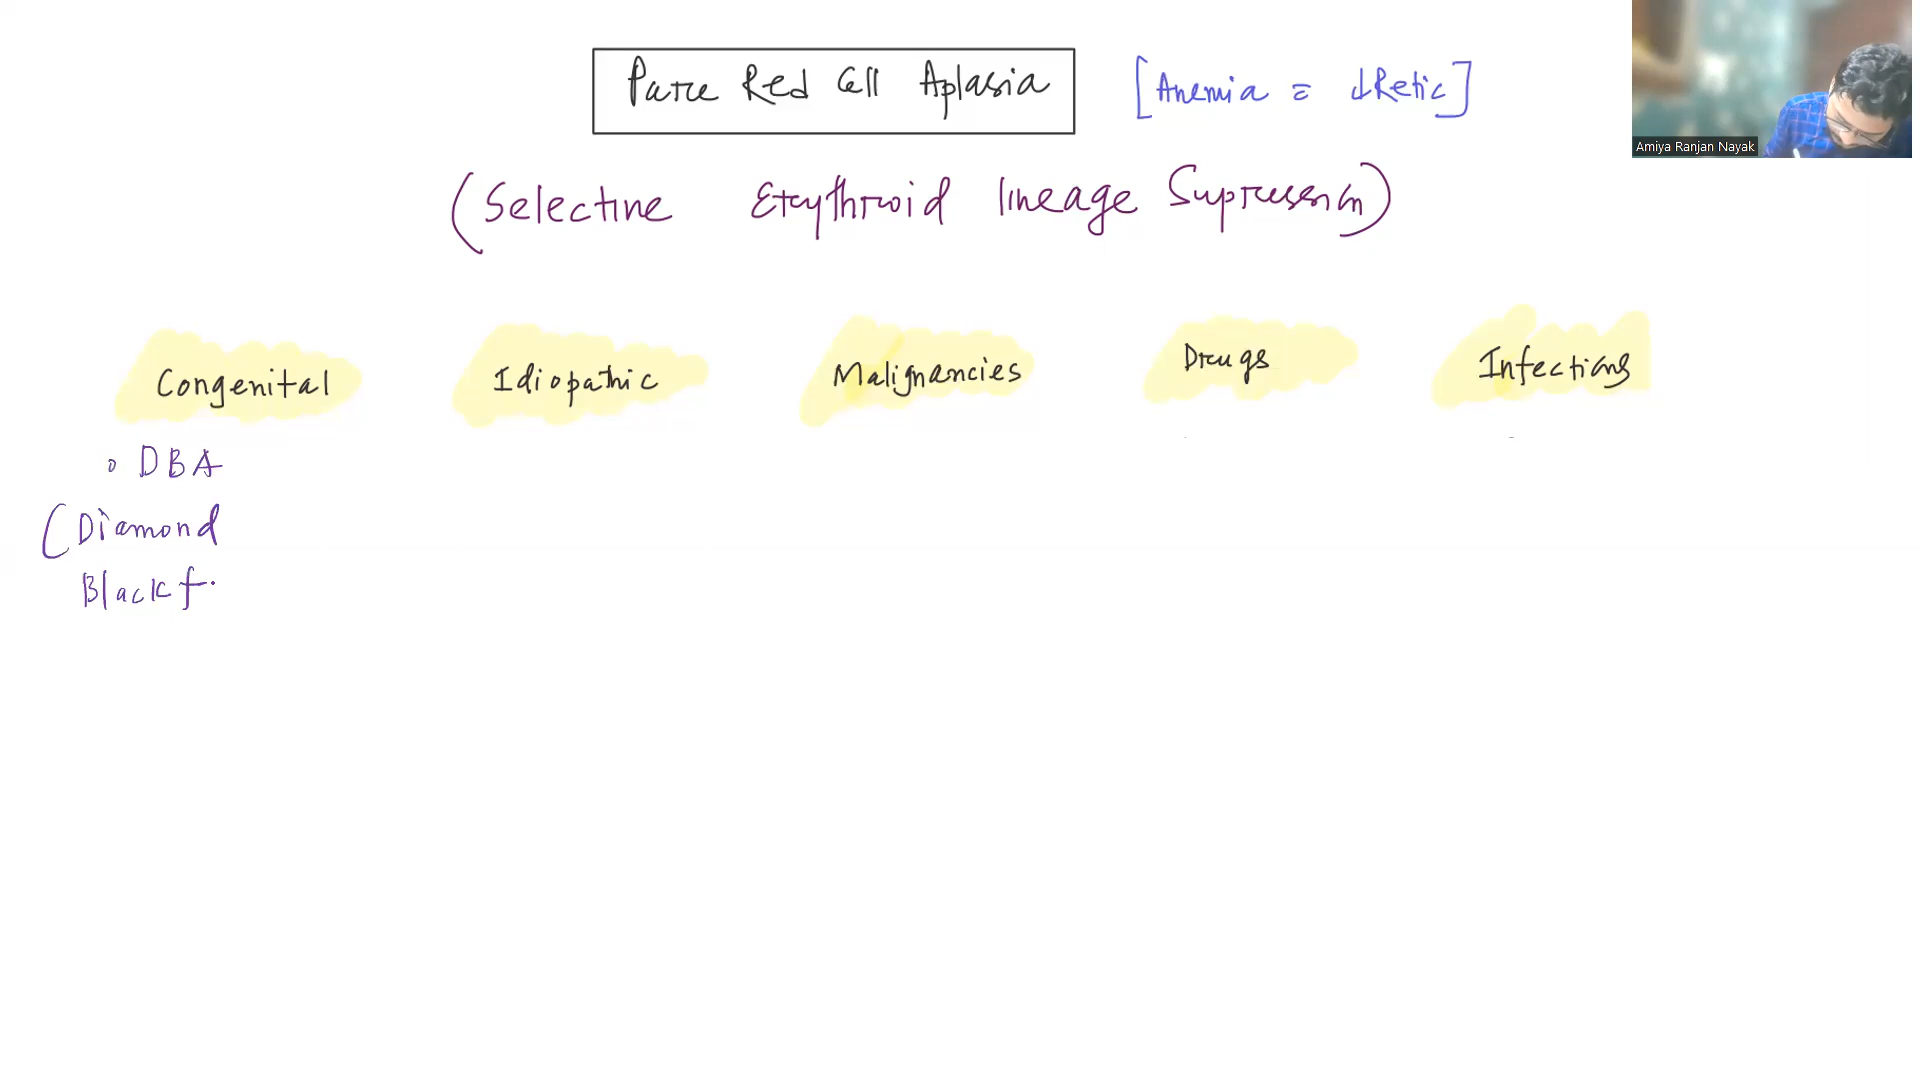 Pure Red Cell Aplasia [Anemia = ↓Retic]
Amiya Ranjan Nayak
(Selective Erythroid lineage Supression)
Congenital Idiopathic Malignancies Drugs Infections
DBA
(Diamond
Blackf